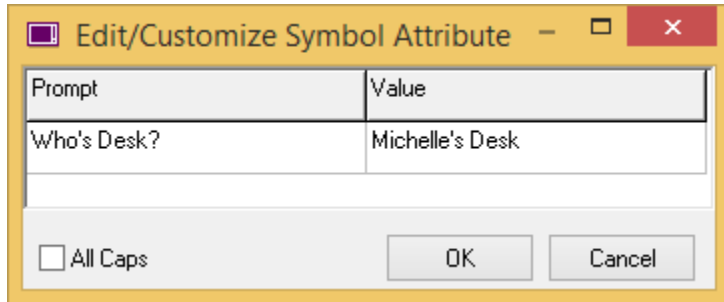 Edit/Customize Symbol Attribute
Prompt Value
Who's Desk? Michelle's Desk
All Caps OK Cancel